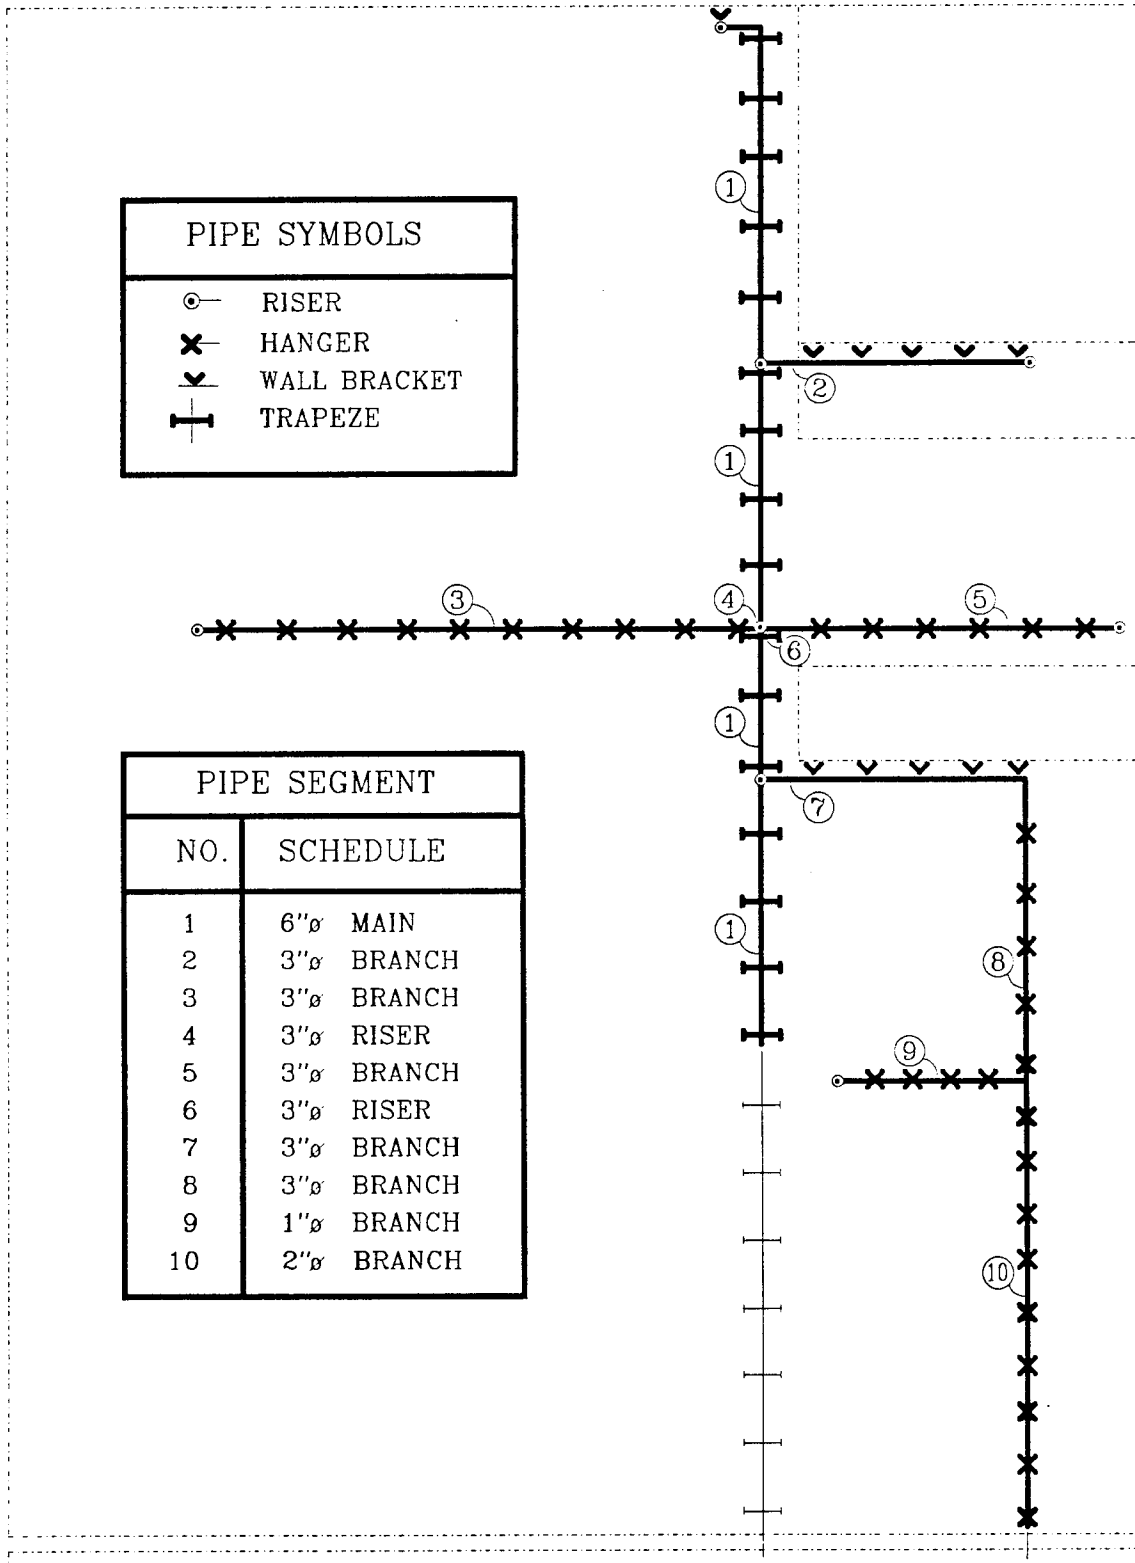 PIPE SYMBOLS
RISER
HANGER
WALL BRACKET
TRAPEZE
1
2
1
3
4
5
6
1
7
PIPE SEGMENT
NO. SCHEDULE
1 6"ø MAIN
2 3"ø BRANCH
3 3"ø BRANCH
4 3"ø RISER
5 3"ø BRANCH
6 3"ø RISER
7 3"ø BRANCH
8 3"ø BRANCH
9 1"ø BRANCH
10 2"ø BRANCH
1
8
9
10